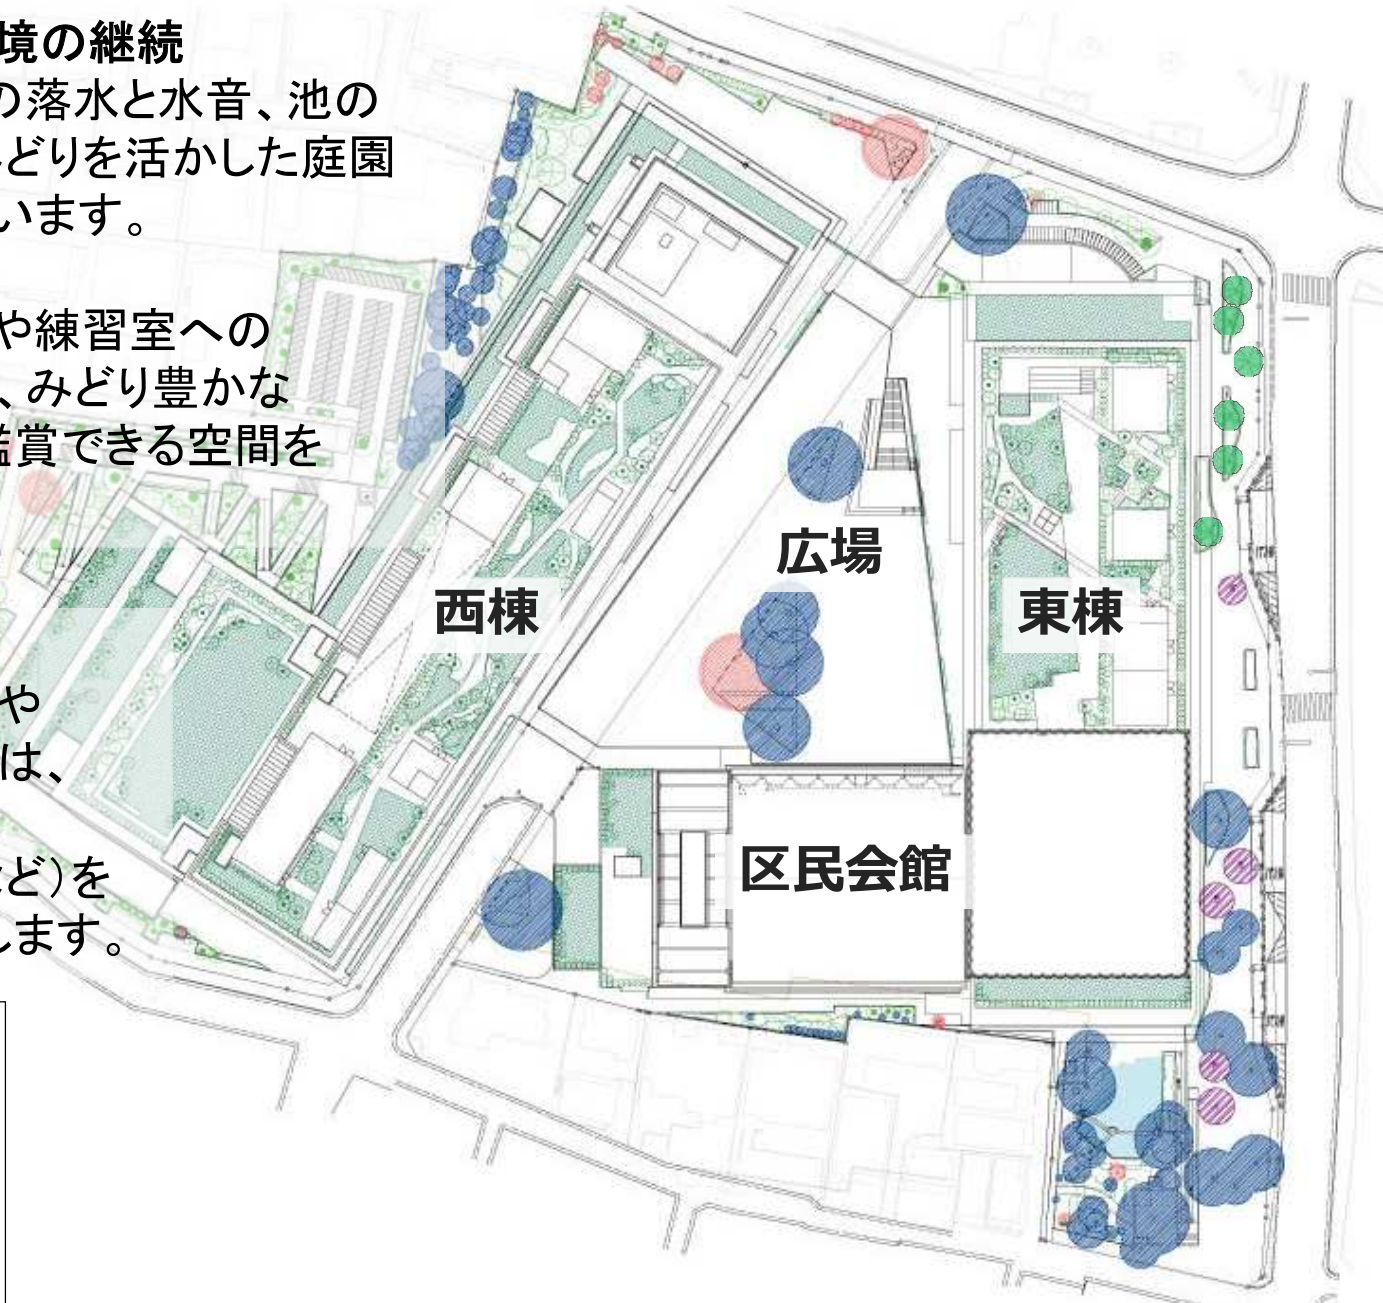 境の継続
の落水と水音、池の
どりを活かした庭園
います。
や練習室への
、みどり豊かな
賞できる空間を
広場
西棟
東棟
や
は、
区民会館
ど)を
します。